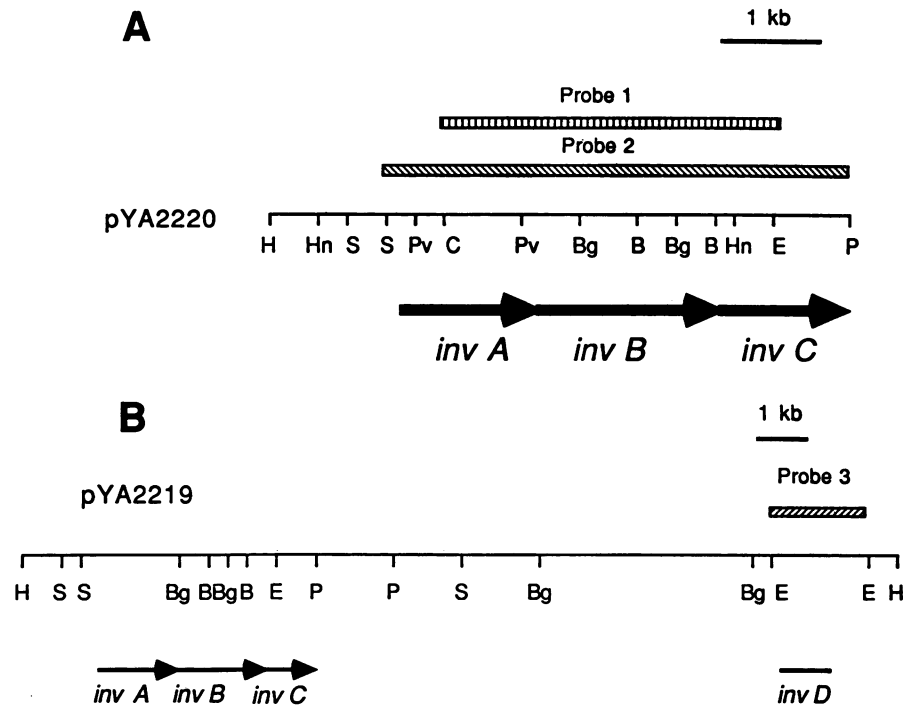 A
1 kb
Probe 1
Probe 2
pYA2220
H Hn S S Pv C Pv Bg B Bg B Hn E P
inv A inv B inv C
B
1 kb
Probe 3
pYA2219
H S S Bg B Bg B E P P S Bg Bg E E H
inv A inv B inv C inv D